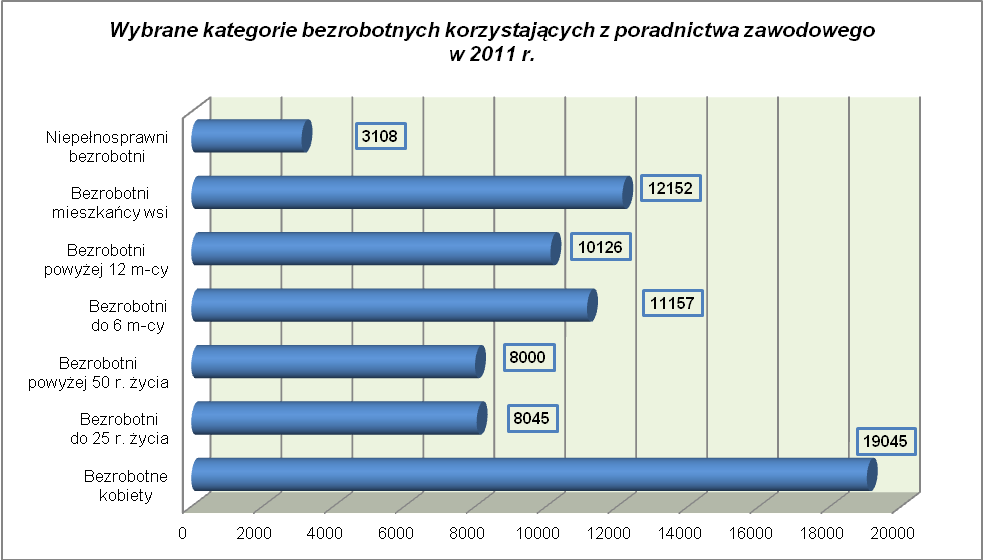 Wybrane kategorie bezrobotnych korzystających z poradnictwa zawodowego
w 2011 r.
Niepełnosprawni
bezrobotni
3108
Bezrobotni
mieszkańcy wsi
12152
Bezrobotni
powyżej 12 m-cy
10126
Bezrobotni
do 6 m-cy
11157
Bezrobotni
powyżej 50 r. życia
8000
Bezrobotni
do 25 r. życia
8045
Bezrobotne
kobiety
19045
0 2000 4000 6000 8000 10000 12000 14000 16000 18000 20000